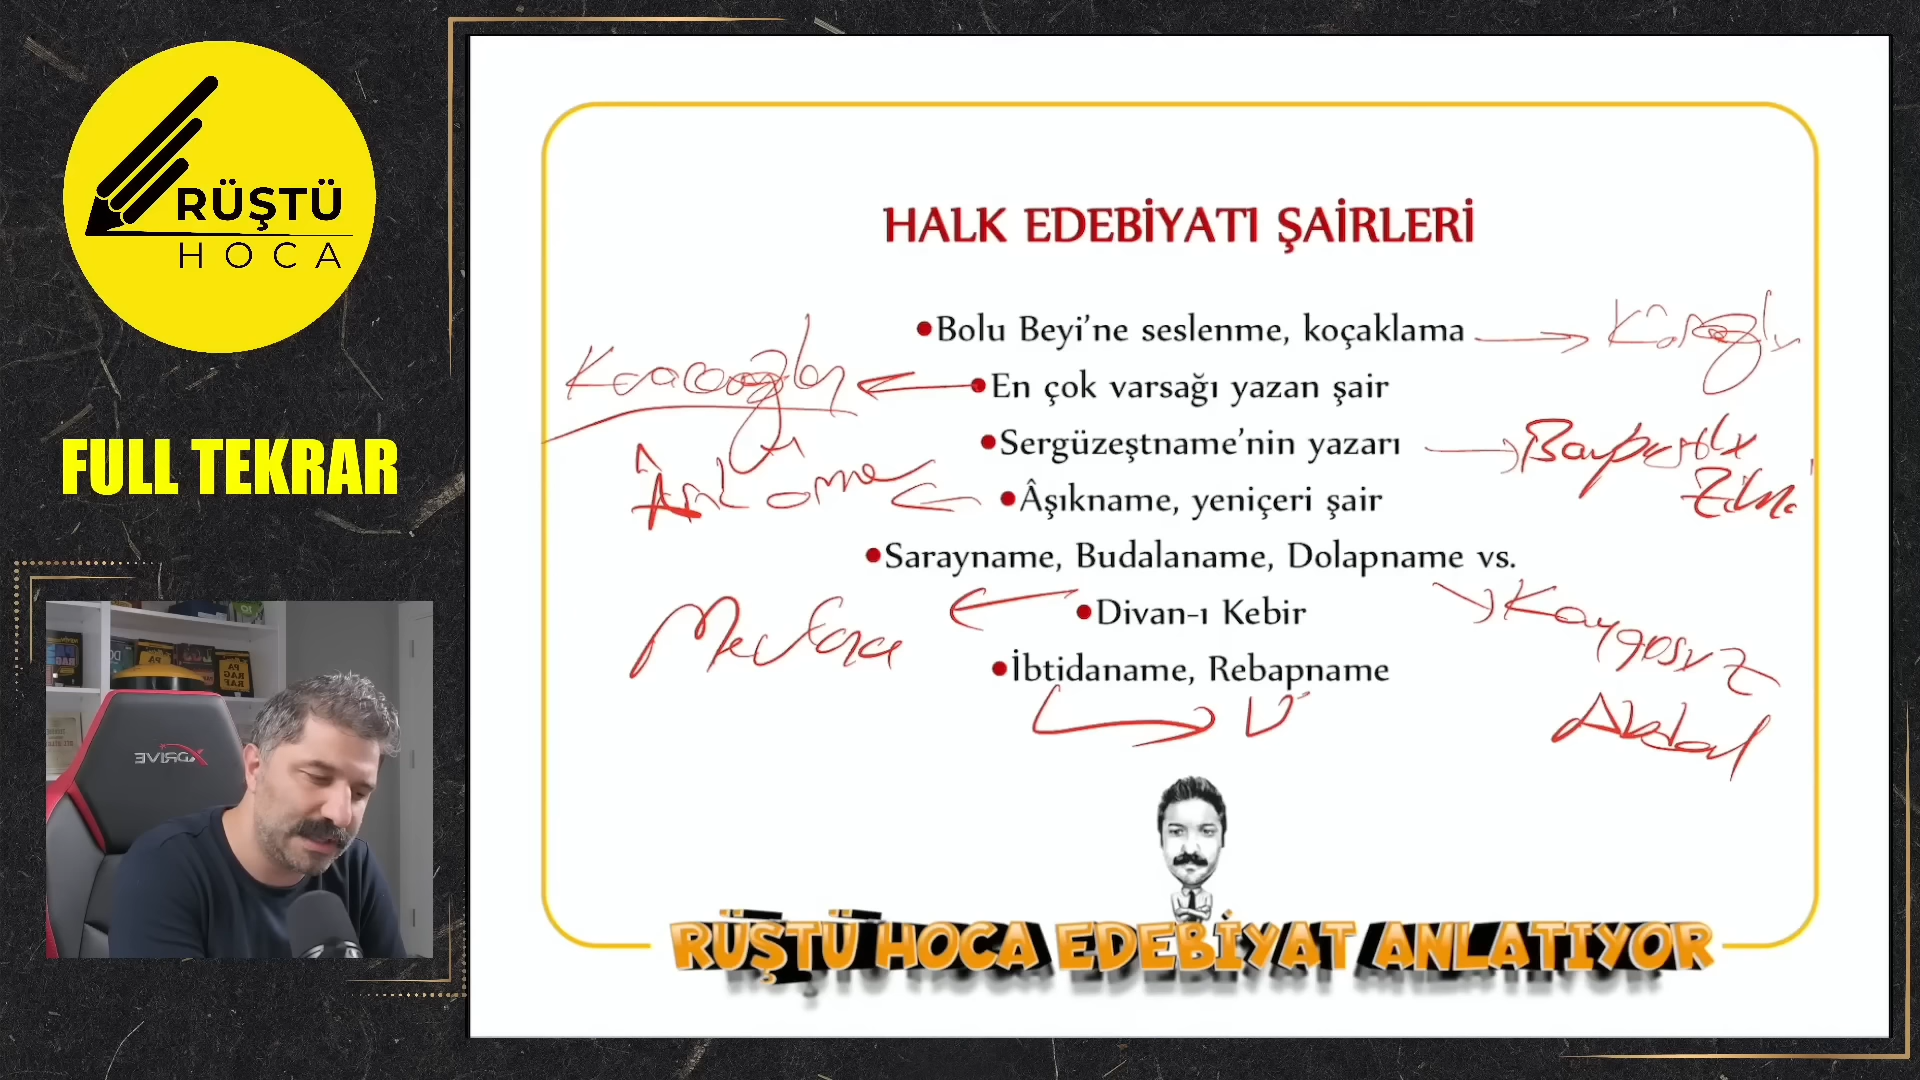 RÜŞTÜ
HOCA
FULL TEKRAR
XDRIVE
HALK EDEBİYATI ŞAİRLERİ
•Bolu Beyi'ne seslenme, koçaklama
Köroğlu
Karacaoğlan
•En çok varsağı yazan şair
•Sergüzeştname'nin yazarı
Bayburtlu
Zihni
Âşık Ömer
•Âşıkname, yeniçeri şair
•Sarayname, Budalaname, Dolapname vs.
Kaygusuz
Abdal
Mevlana
•Divan-ı Kebir
•İbtidaname, Rebapname
RÜŞTÜ HOCA EDEBİYAT ANLATIYOR